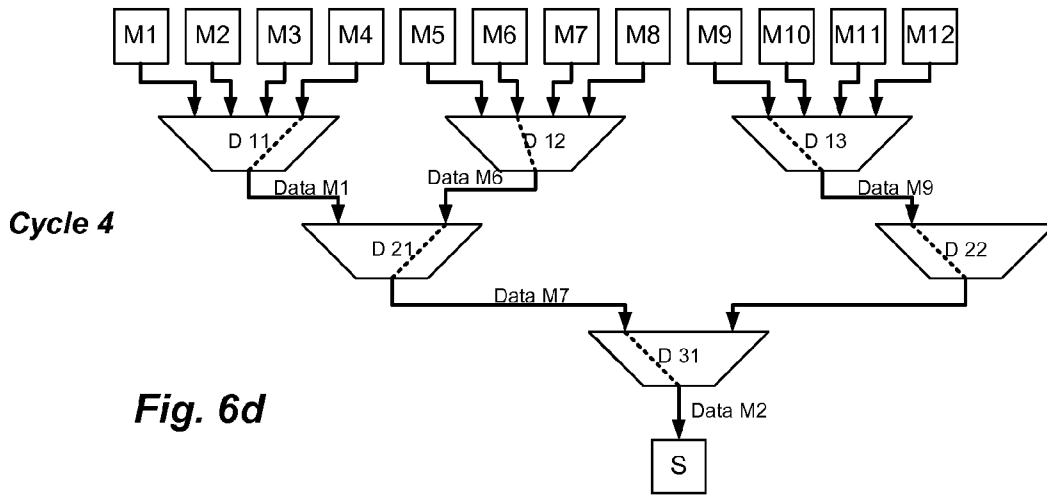 M1 M2 M3 M4 M5 M6 M7 M8 M9 M10 M11 M12
D 11 D 12 D 13
Data M1 Data M6 Data M9
Cycle 4
D 21 D 22
Data M7
D 31
Fig. 6d
Data M2
S